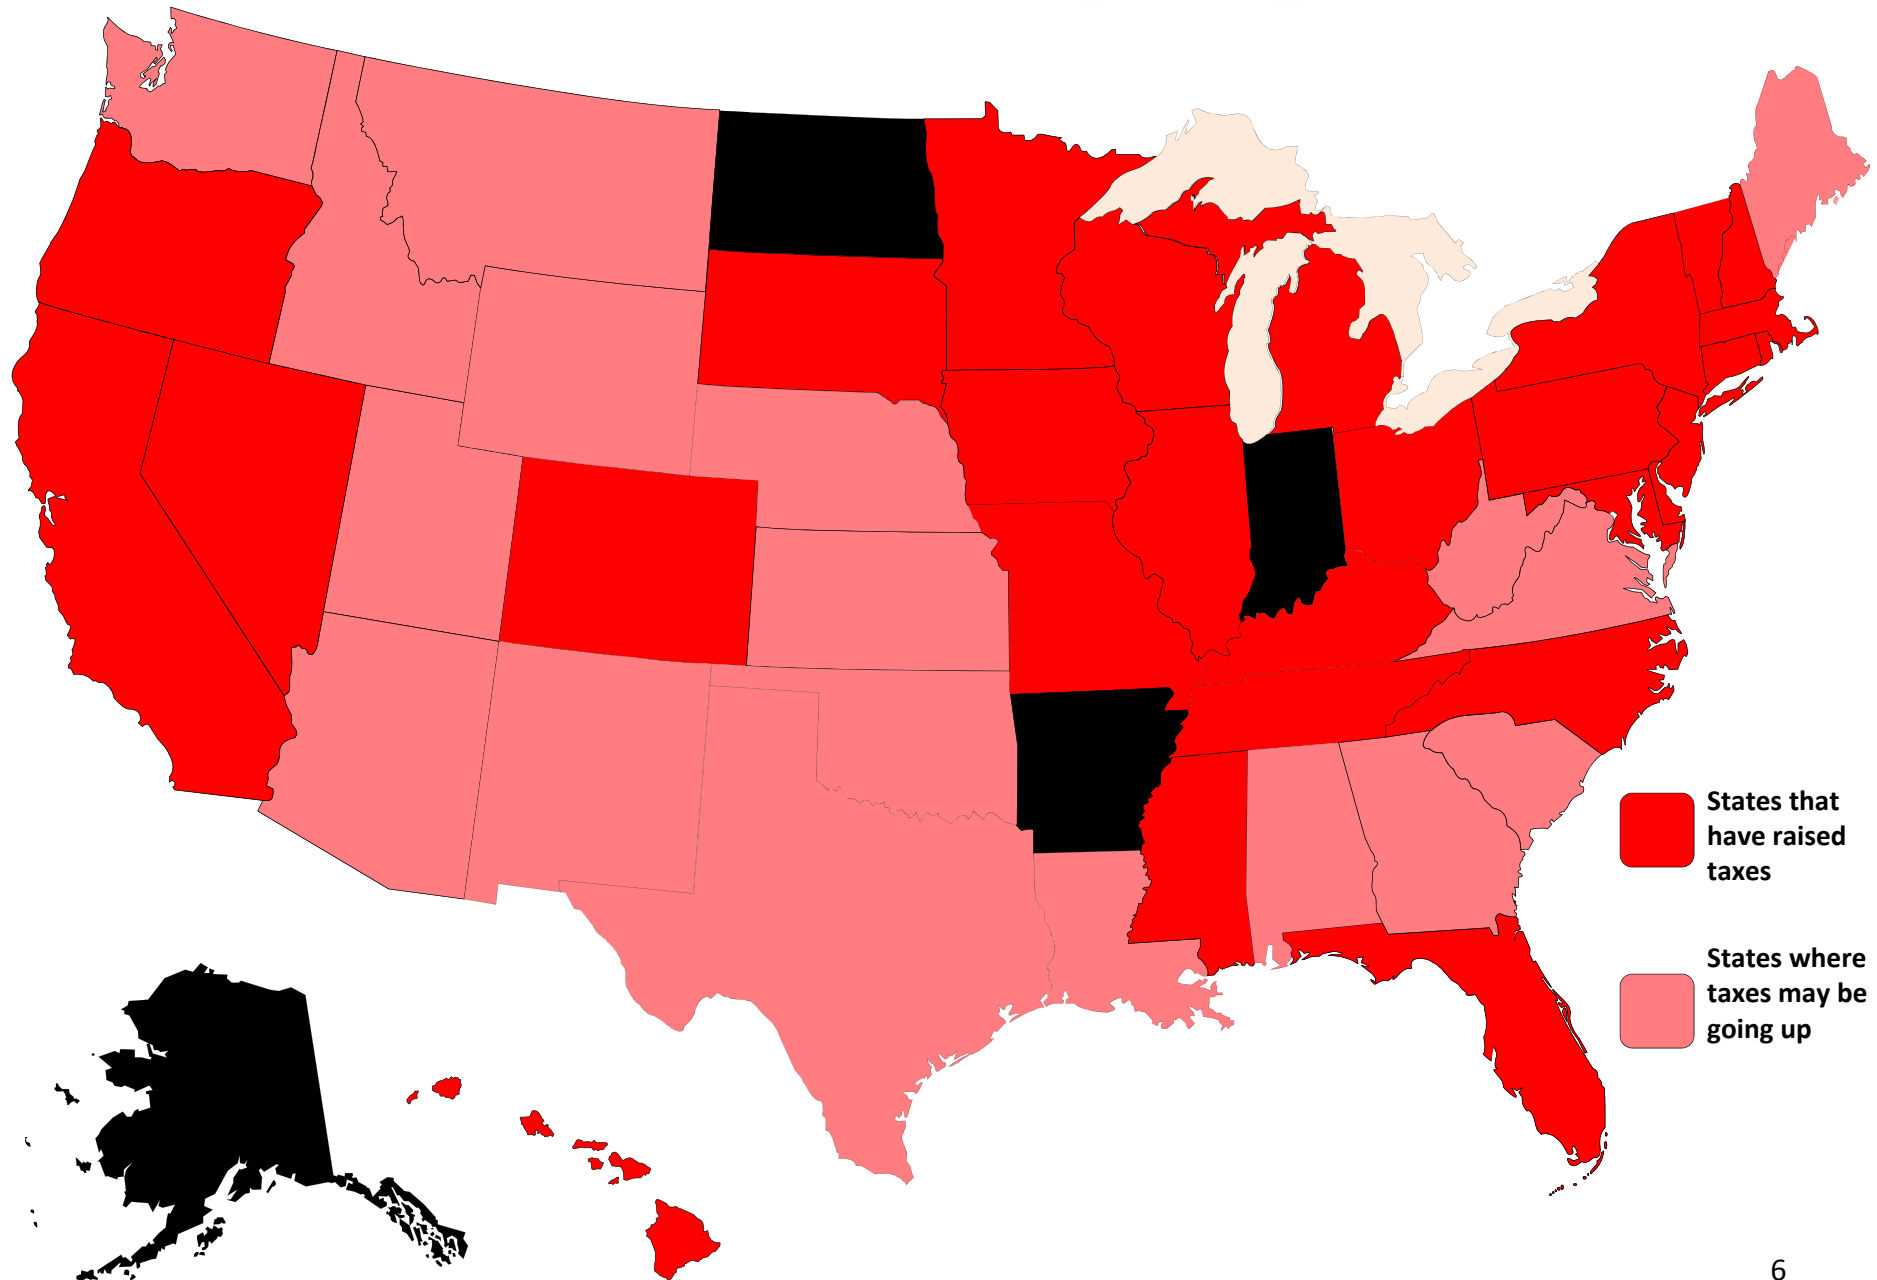 States that
have raised
taxes
States where
taxes may be
going up
6